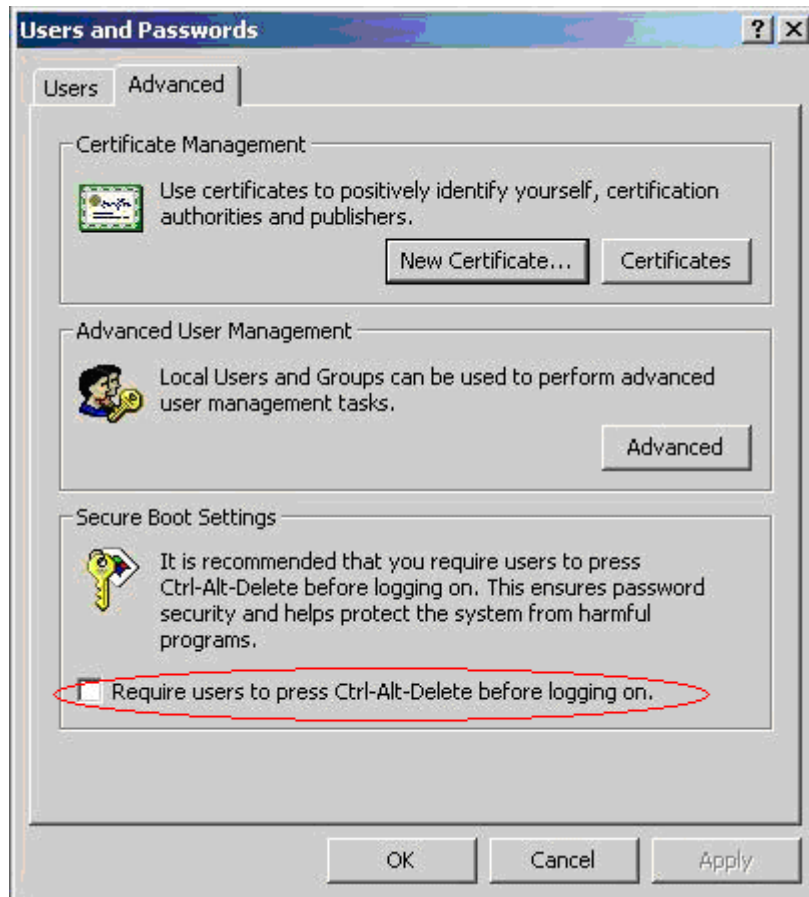 Users and Passwords
Users
Advanced
Certificate Management
Use certificates to positively identify yourself, certification
authorities and publishers.
New Certificate...
Certificates
Advanced User Management
Local Users and Groups can be used to perform advanced
user management tasks.
Advanced
Secure Boot Settings
It is recommended that you require users to press
Ctrl-Alt-Delete before logging on. This ensures password
security and helps protect the system from harmful
programs.
Require users to press Ctrl-Alt-Delete before logging on.
OK
Cancel
Apply